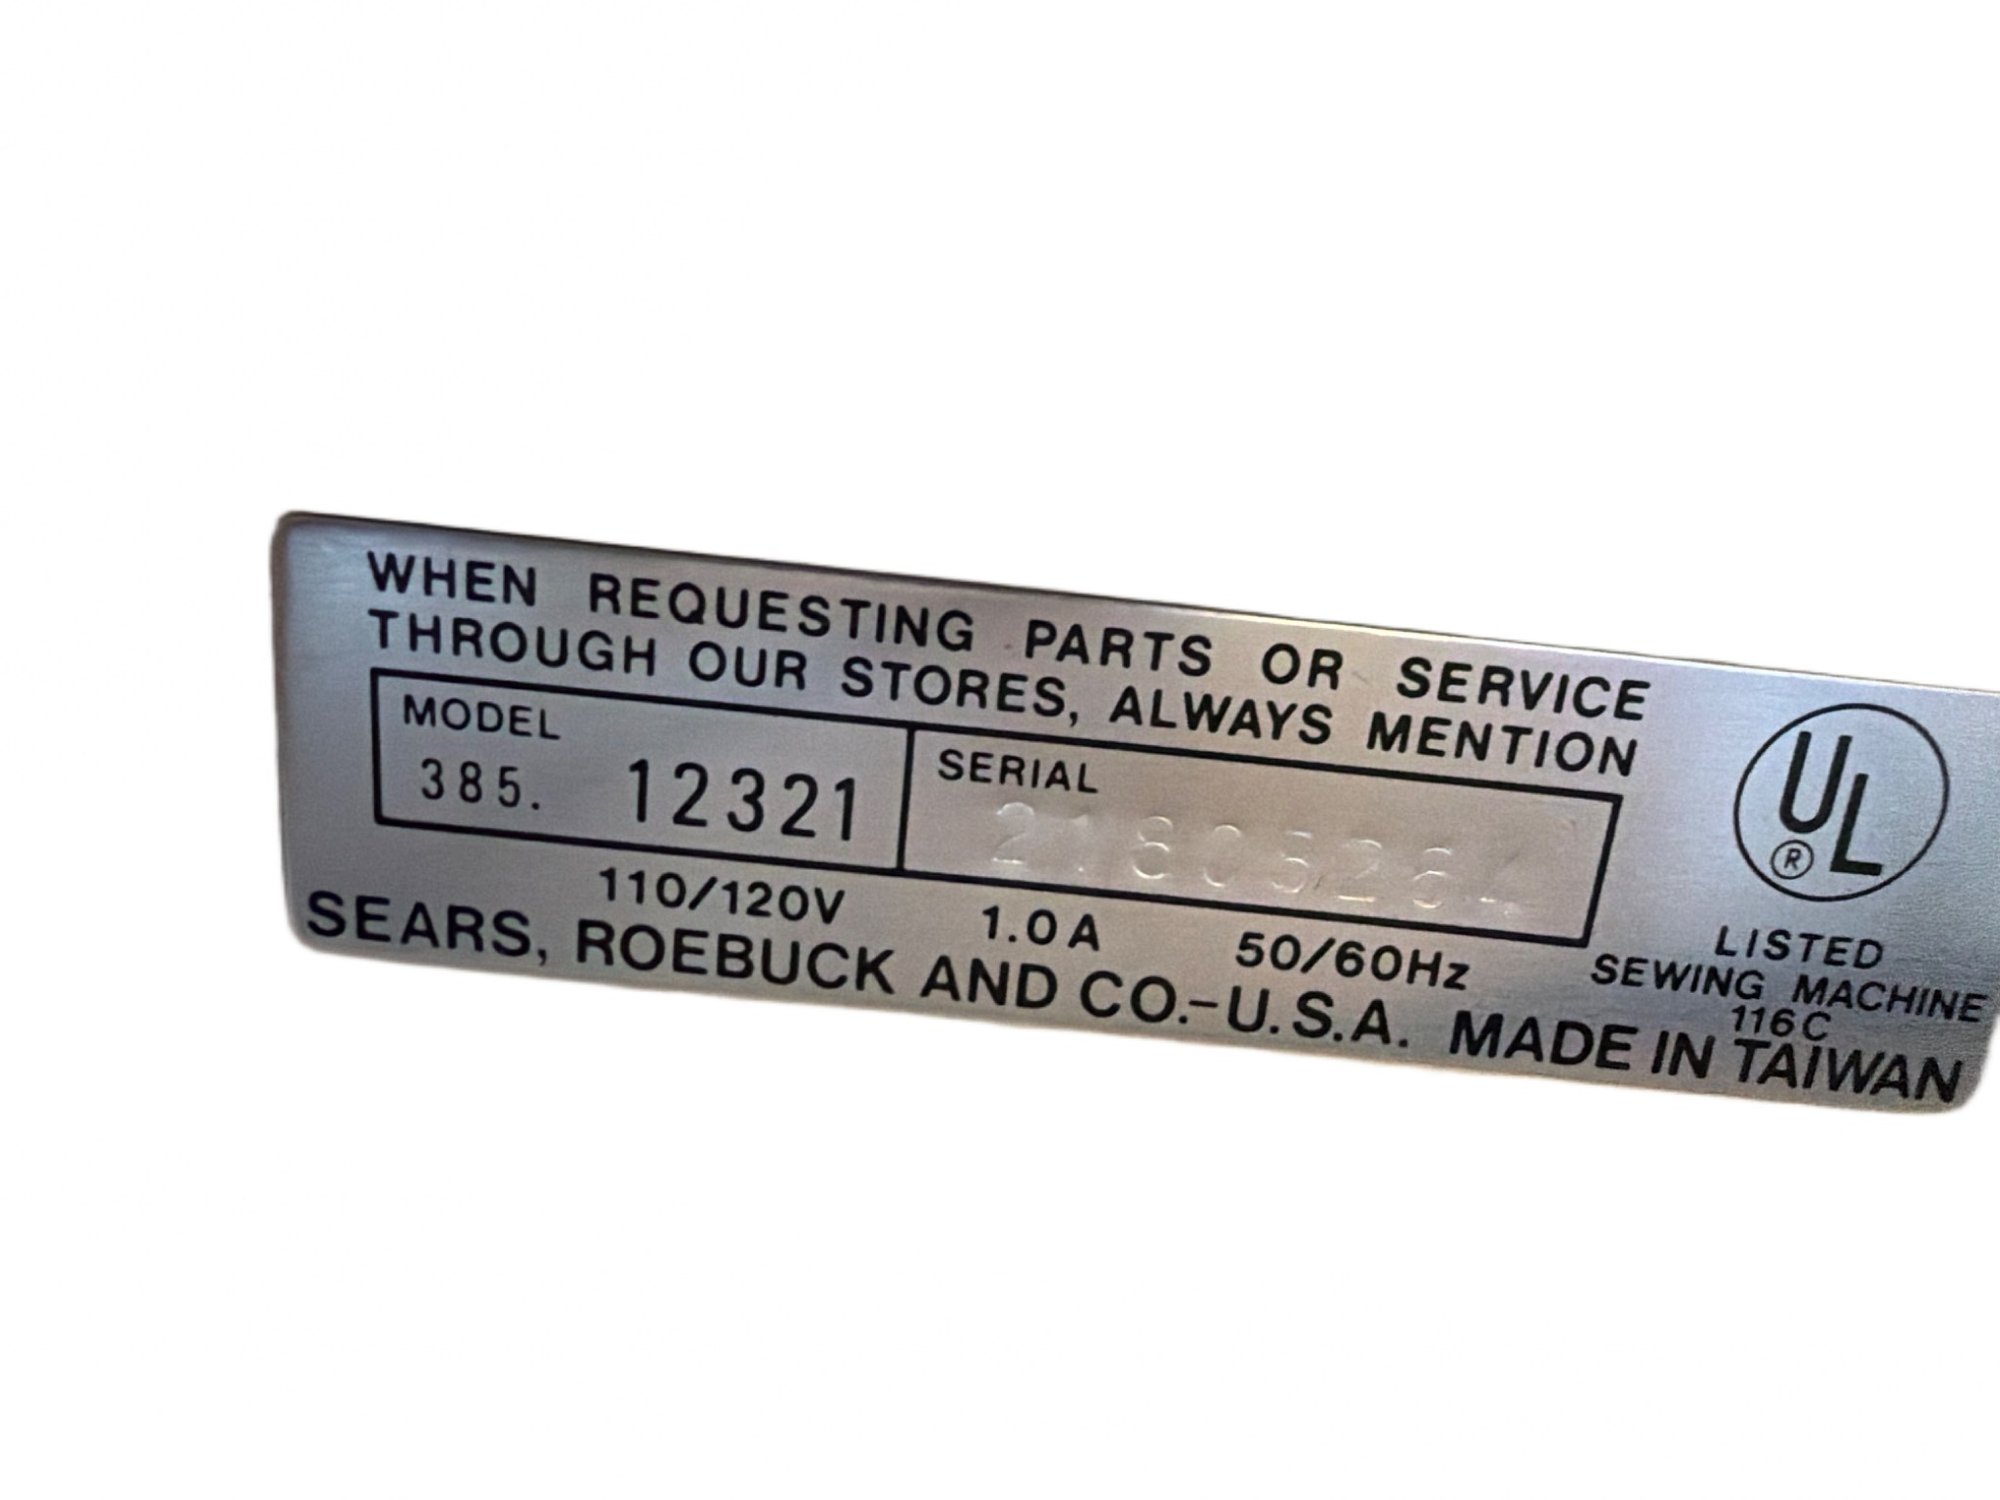 WHEN REQUESTING PARTS OR SERVICE
THROUGH OUR STORES, ALWAYS MENTION
MODEL
385. 12321
SERIAL
110/120V 1.0A 50/60Hz
UL
®
LISTED
SEWING MACHINE
116C
SEARS, ROEBUCK AND CO.-U.S.A. MADE IN TAIWAN